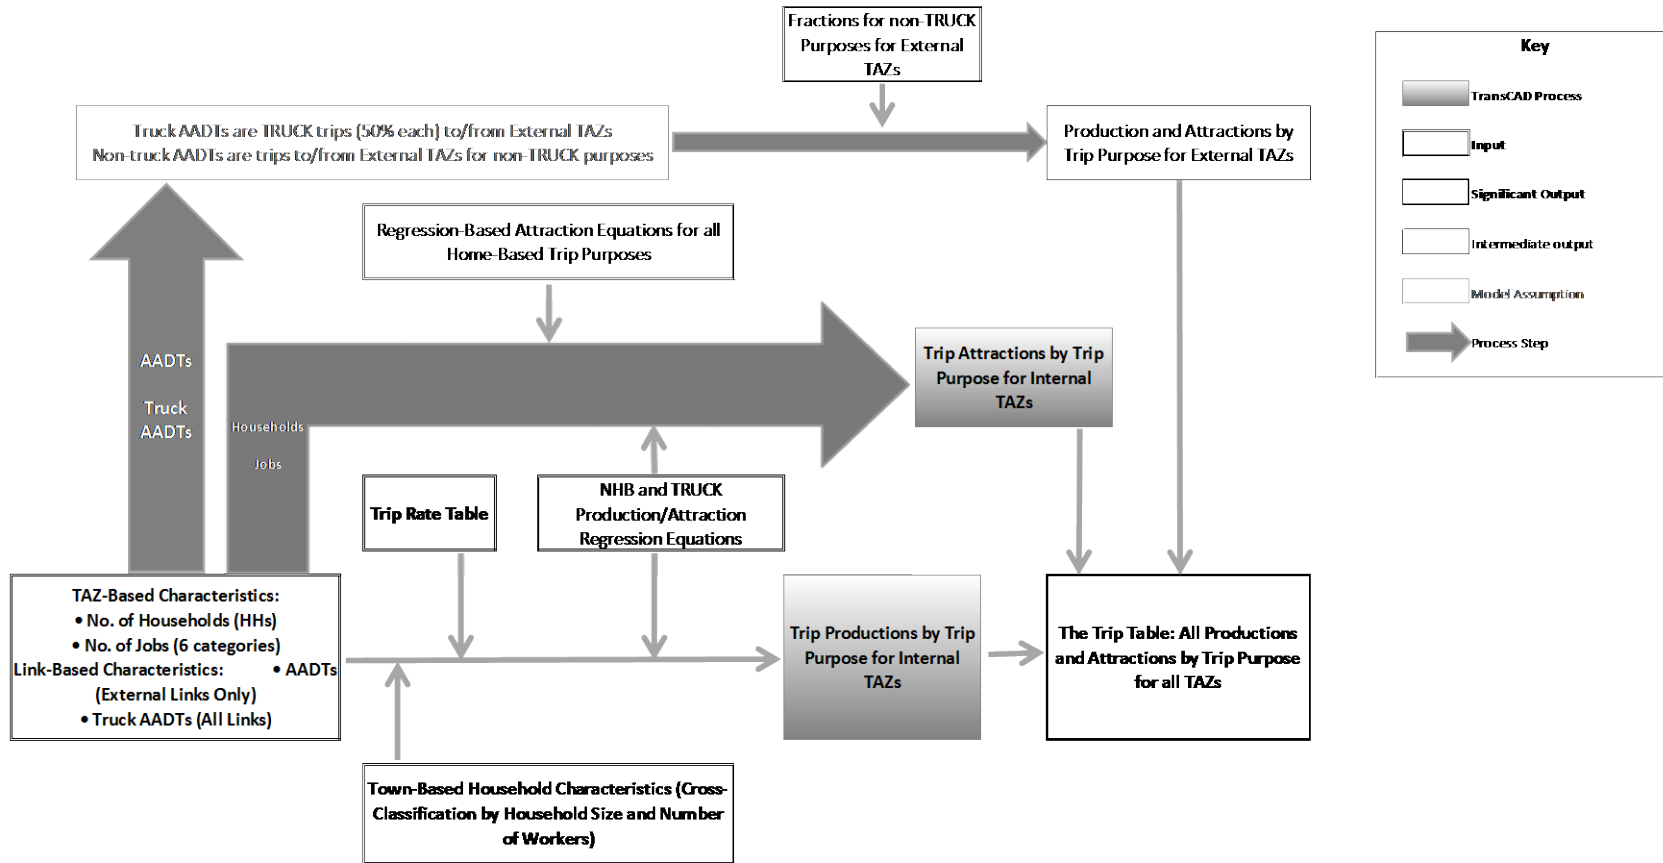 Fractions for non-TRUCK
Purposes for External
TAZs
Key
TransCAD Process
Input
Significant Output
Intermediate output
Model Assumption
Process Step
Truck AADTs are TRUCK trips (50% each) to/from External TAZs
Non-truck AADTs are trips to/from External TAZs for non-TRUCK purposes
Production and Attractions by
Trip Purpose for External TAZs
Regression-Based Attraction Equations for all
Home-Based Trip Purposes
AADTs
Truck
AADTs
Households
Jobs
Trip Attractions by Trip
Purpose for Internal
TAZs
Trip Rate Table
NHB and TRUCK
Production/Attraction
Regression Equations
TAZ-Based Characteristics:
• No. of Households (HHs)
• No. of Jobs (6 categories)
Link-Based Characteristics: • AADTs
(External Links Only)
• Truck AADTs (All Links)
Trip Productions by Trip
Purpose for Internal
TAZs
The Trip Table: All Productions
and Attractions by Trip Purpose
for all TAZs
Town-Based Household Characteristics (Cross-
Classification by Household Size and Number
of Workers)